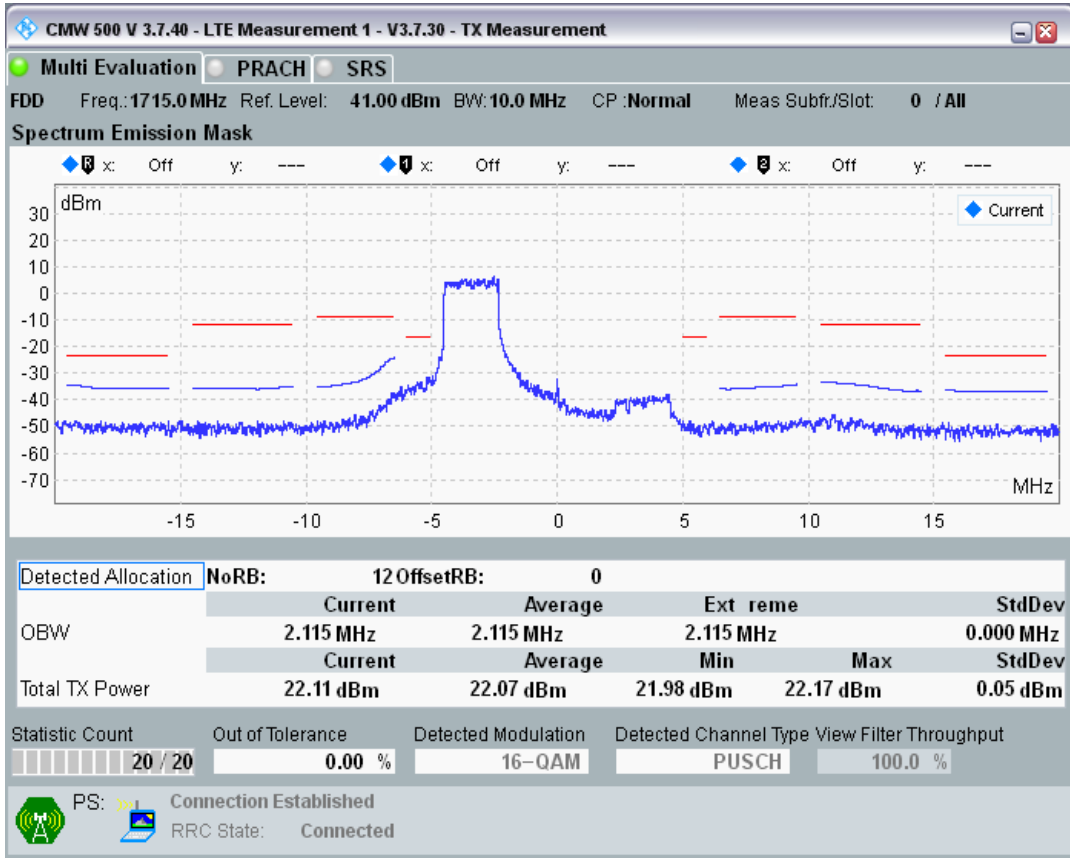 CMW 500 V 3.7.40 - LTE Measurement 1 - V3.7.30 - TX Measurement
Multi Evaluation PRACH SRS
FDD Freq.: 1715.0 MHz Ref. Level: 41.00 dBm BW: 10.0 MHz CP :Normal Meas Subfr./Slot: 0 / All
Spectrum Emission Mask
R x: Off y: --- 1 x: Off y: --- 2 x: Off y: ---
dBm
Current
30
20
10
0
-10
-20
-30
-40
-50
-60
-70
MHz
-15 -10 -5 0 5 10 15
Detected Allocation NoRB: 12 OffsetRB: 0
Current Average Ext reme StdDev
OBW 2.115 MHz 2.115 MHz 2.115 MHz 0.000 MHz
Current Average Min Max StdDev
Total TX Power 22.11 dBm 22.07 dBm 21.98 dBm 22.17 dBm 0.05 dBm
Statistic Count Out of Tolerance Detected Modulation Detected Channel Type View Filter Throughput
20 / 20 0.00 % 16-QAM PUSCH 100.0 %
PS: Connection Established
RRC State: Connected